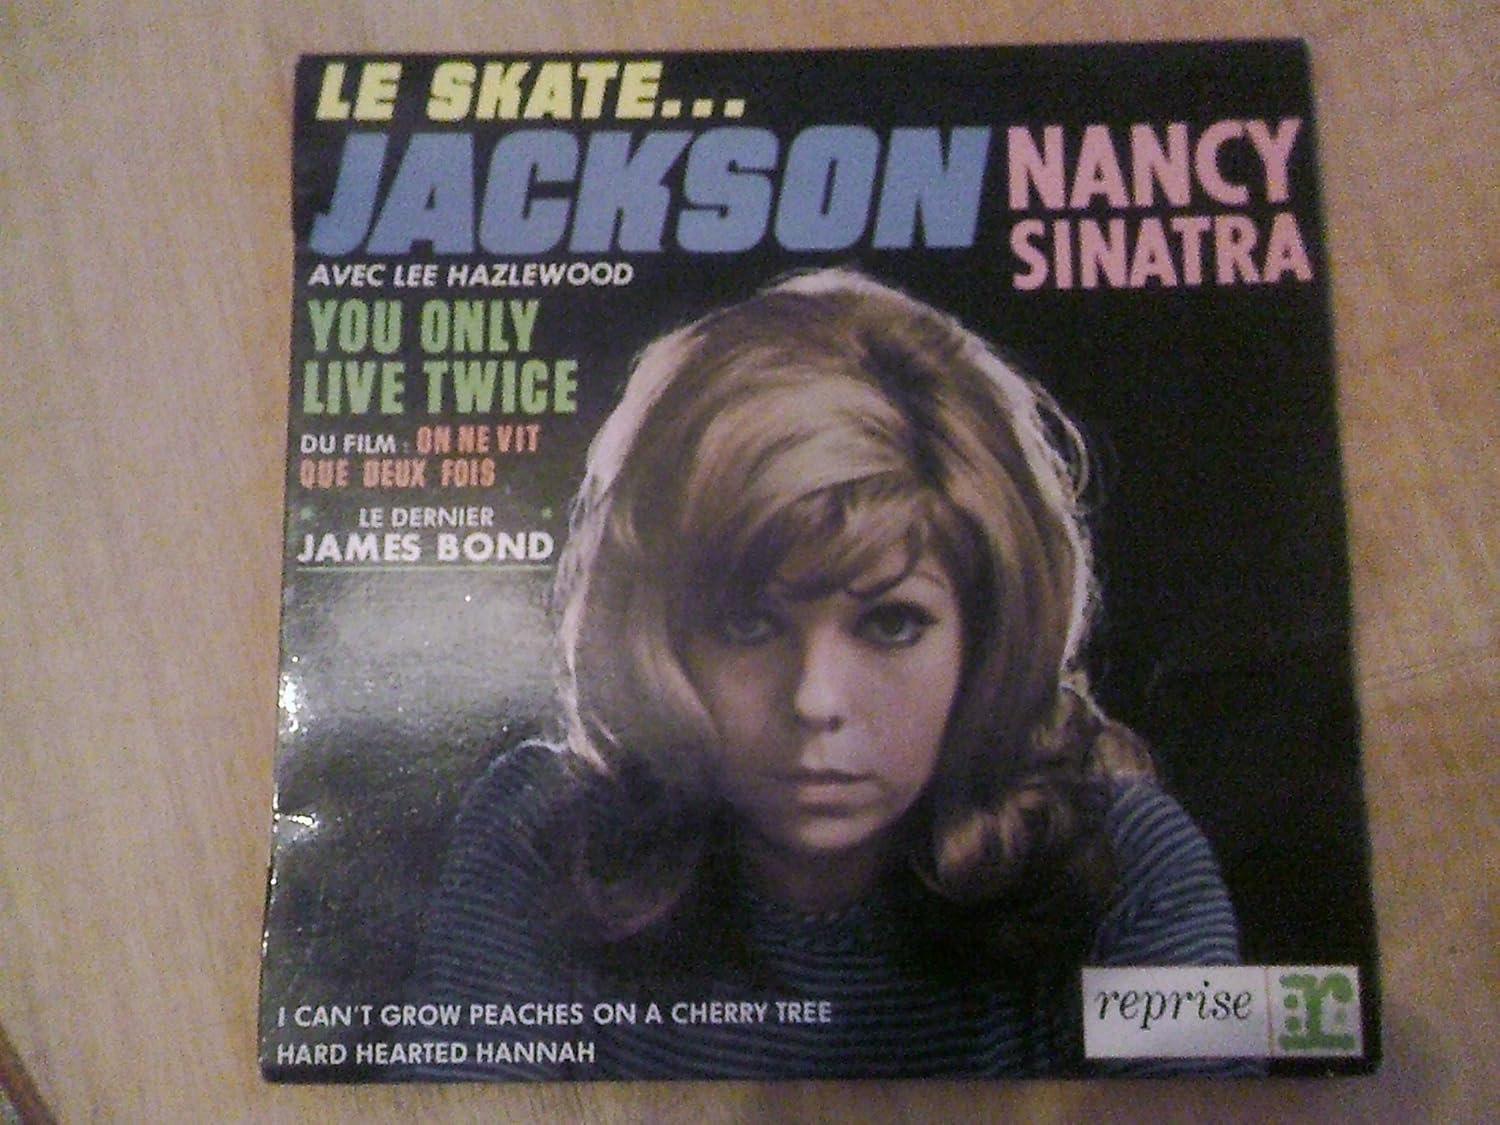 LE SKATE...
JACKSON
NANCY
SINATRA
AVEC LEE HAZLEWOOD
YOU ONLY
LIVE TWICE
DU FILM : ON NE VIT
QUE DEUX FOIS
LE DERNIER
JAMES BOND
I CAN'T GROW PEACHES ON A CHERRY TREE
HARD HEARTED HANNAH
reprise r: